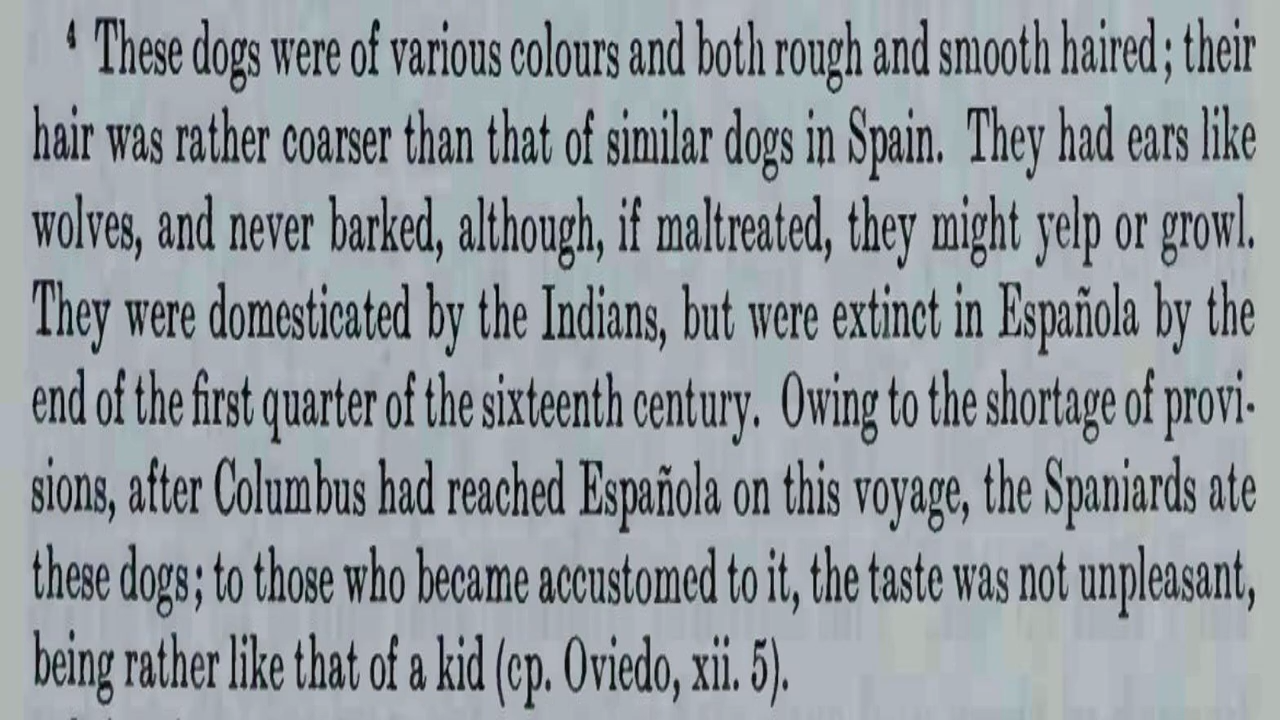 4 These dogs were of various colours and both rough and smooth haired; their
hair was rather coarser than that of similar dogs in Spain. They had ears like
wolves, and never barked, although, if maltreated, they might yelp or growl.
They were domesticated by the Indians, but were extinct in Española by the
end of the first quarter of the sixteenth century. Owing to the shortage of provi-
sions, after Columbus had reached Española on this voyage, the Spaniards ate
these dogs; to those who became accustomed to it, the taste was not unpleasant,
being rather like that of a kid (cp. Oviedo, xii. 5).